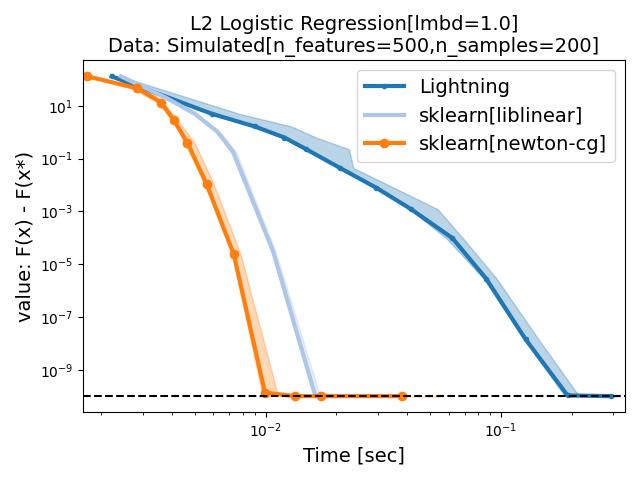 L2 Logistic Regression[lmbd=1.0]
Data: Simulated[n_features=500,n_samples=200]
Lightning
sklearn[liblinear]
sklearn[newton-cg]
value: F(x) - F(x*)
10¹
10⁻¹
10⁻³
10⁻⁵
10⁻⁷
10⁻⁹
10⁻²
10⁻¹
Time [sec]